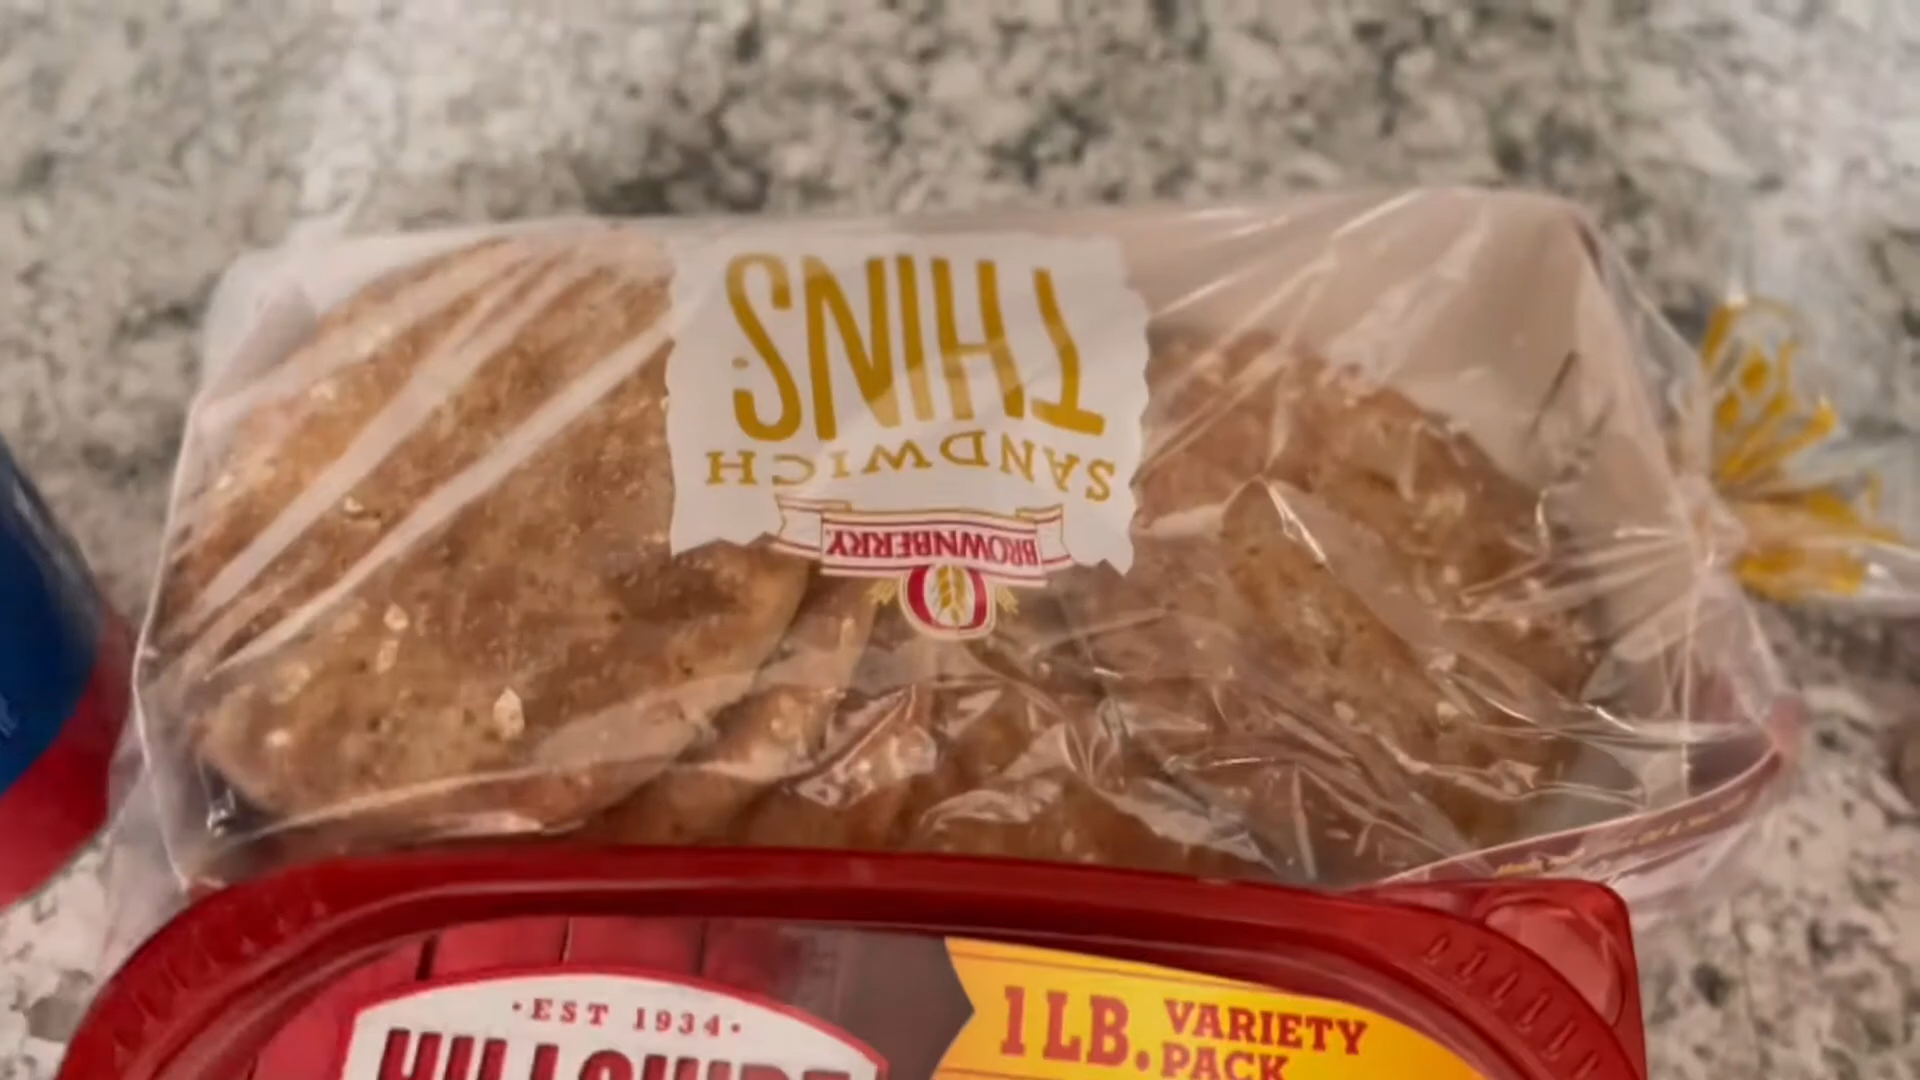 BROWNBERRY
SANDWICH
THINS
·EST 1934·
1 LB. VARIETY
PACK